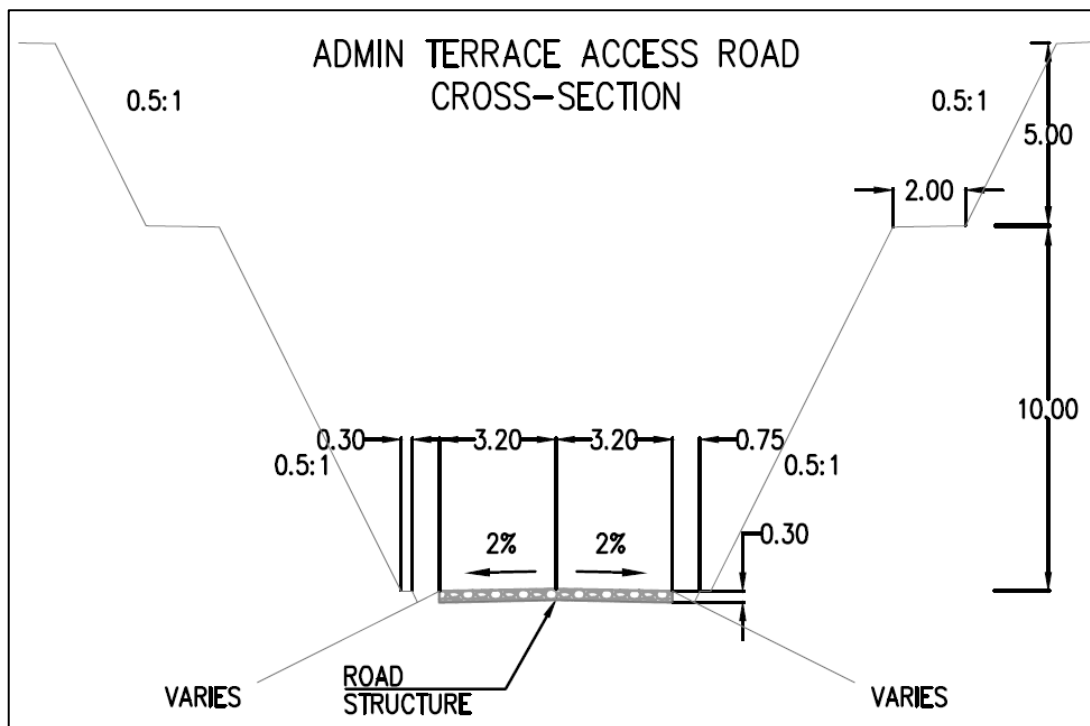 ADMIN TERRACE ACCESS ROAD
CROSS-SECTION
0.5:1
0.5:1
5.00
2.00
10.00
0.30
3.20
3.20
0.75
0.5:1
0.5:1
0.30
2%
2%
VARIES
ROAD
STRUCTURE
VARIES